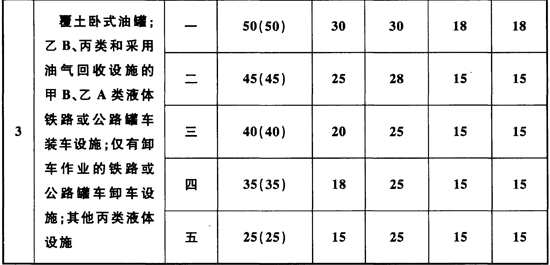 3
覆土卧式油罐;
乙B、丙类和采用
油气回收设施的
甲B、乙A类液体
铁路或公路罐车
装车设施;仅有卸
车作业的铁路或
公路罐车卸车设
施;其他丙类液体
设施
一 50(50) 30 30 18 18
二 45(45) 25 28 15 15
三 40(40) 20 25 15 15
四 35(35) 18 25 15 15
五 25(25) 15 25 15 15